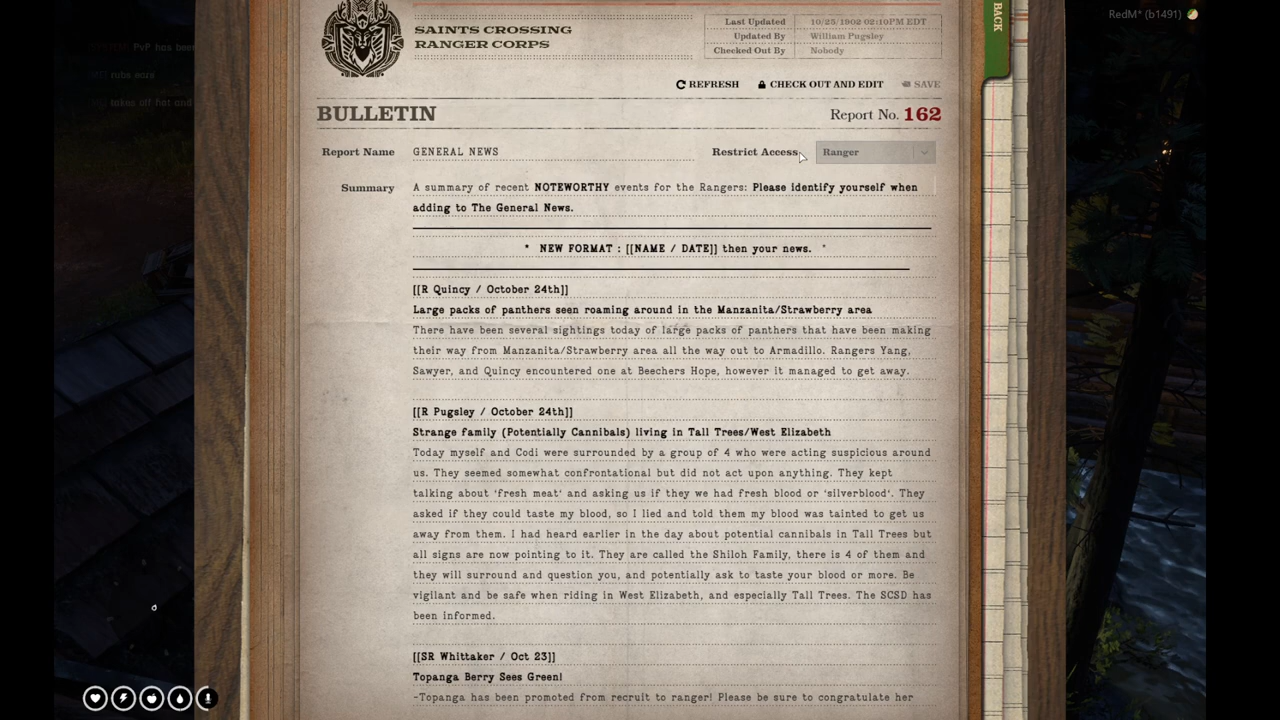 RedM* (b1491)
BACK
PvP has been
rubs ears
takes off hat and
SAINTS CROSSING
RANGER CORPS
Last Updated 10/25/1902 02:10PM EDT
Updated By William Pugsley
Checked Out By Nobody
REFRESH CHECK OUT AND EDIT SAVE
BULLETIN Report No. 162
Report Name GENERAL NEWS Restrict Access Ranger
Summary A summary of recent NOTEWORTHY events for the Rangers: Please identify yourself when
adding to The General News.
* NEW FORMAT : [[NAME / DATE]] then your news. *
[[R Quincy / October 24th]]
Large packs of panthers seen roaming around in the Manzanita/Strawberry area
There have been several sightings today of large packs of panthers that have been making
their way from Manzanita/Strawberry area all the way out to Armadillo. Rangers Yang,
Sawyer, and Quincy encountered one at Beechers Hope, however it managed to get away.
[[R Pugsley / October 24th]]
Strange family (Potentially Cannibals) living in Tall Trees/West Elizabeth
Today myself and Codi were surrounded by a group of 4 who were acting suspicious around
us. They seemed somewhat confrontational but did not act upon anything. They kept
talking about 'fresh meat' and asking us if they we had fresh blood or 'silverblood'. They
asked if they could taste my blood, so I lied and told them my blood was tainted to get us
away from them. I had heard earlier in the day about potential cannibals in Tall Trees but
all signs are now pointing to it. They are called the Shiloh Family, there is 4 of them and
they will surround and question you, and potentially ask to taste your blood or more. Be
vigilant and be safe when riding in West Elizabeth, and especially Tall Trees. The SCSD has
been informed.
[[SR Whittaker / Oct 23]]
Topanga Berry Sees Green!
-Topanga has been promoted from recruit to ranger! Please be sure to congratulate her